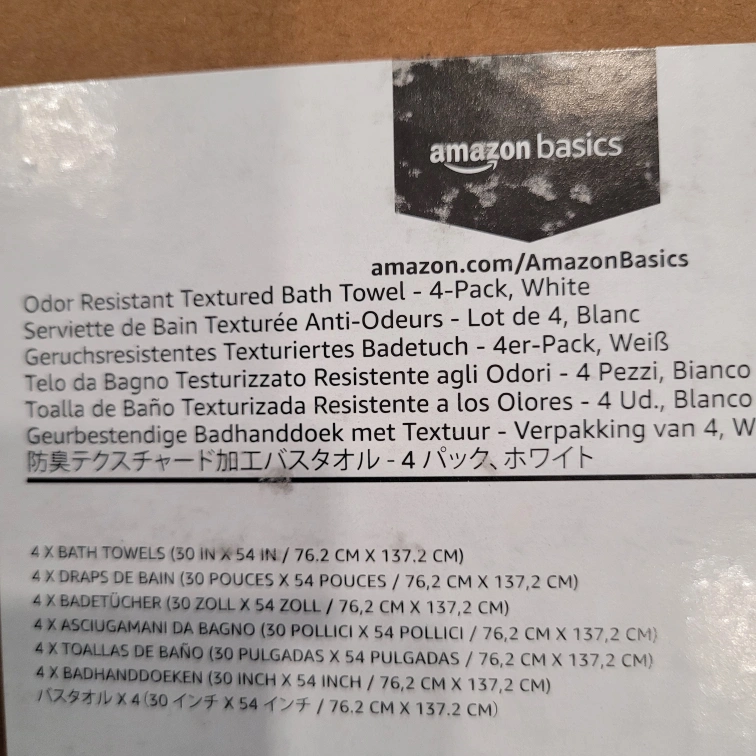 amazon basics
amazon.com/AmazonBasics
Odor Resistant Textured Bath Towel - 4-Pack, White
Serviette de Bain Texturée Anti-Odeurs - Lot de 4, Blanc
Geruchsresistentes Texturiertes Badetuch - 4er-Pack, Weiß
Telo da Bagno Testurizzato Resistente agli Odori - 4 Pezzi, Bianco
Toalla de Baño Texturizada Resistente a los Olores - 4 Ud., Blanco
Geurbestendige Badhanddoek met Textuur - Verpakking van 4, W
防臭テクスチャード加工バスタオル - 4 パック、ホワイト
4 X BATH TOWELS (30 IN X 54 IN / 76.2 CM X 137.2 CM)
4 X DRAPS DE BAIN (30 POUCES X 54 POUCES / 76,2 CM X 137,2 CM)
4 X BADETÜCHER (30 ZOLL X 54 ZOLL / 76,2 CM X 137,2 CM)
4 X ASCIUGAMANI DA BAGNO (30 POLLICI X 54 POLLICI / 76,2 CM X 137,2 CM)
4 X TOALLAS DE BAÑO (30 PULGADAS X 54 PULGADAS / 76,2 CM X 137,2 CM)
4 X BADHANDDOEKEN (30 INCH X 54 INCH / 76,2 CM X 137,2 CM)
バスタオル X 4 (30 インチ X 54 インチ / 76.2 CM X 137.2 CM)